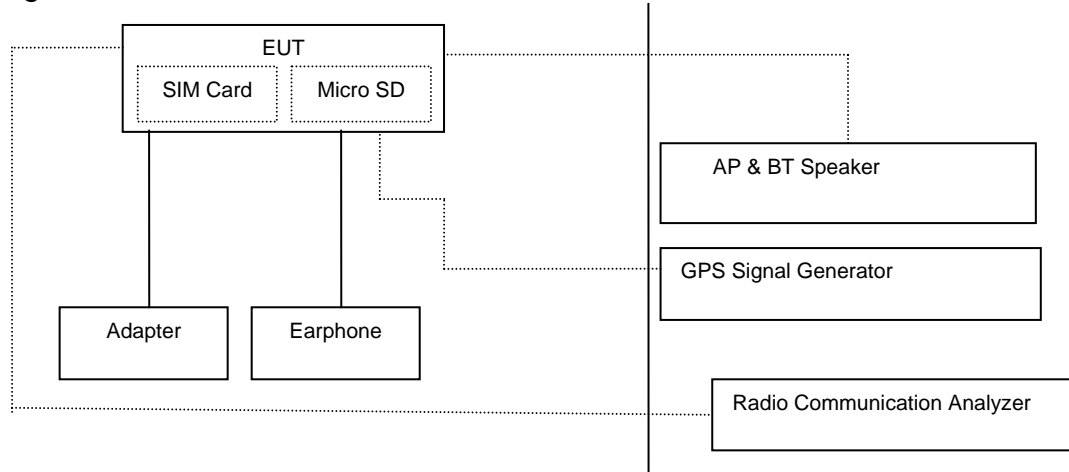 EUT
SIM Card
Micro SD
AP & BT Speaker
GPS Signal Generator
Adapter
Earphone
Radio Communication Analyzer